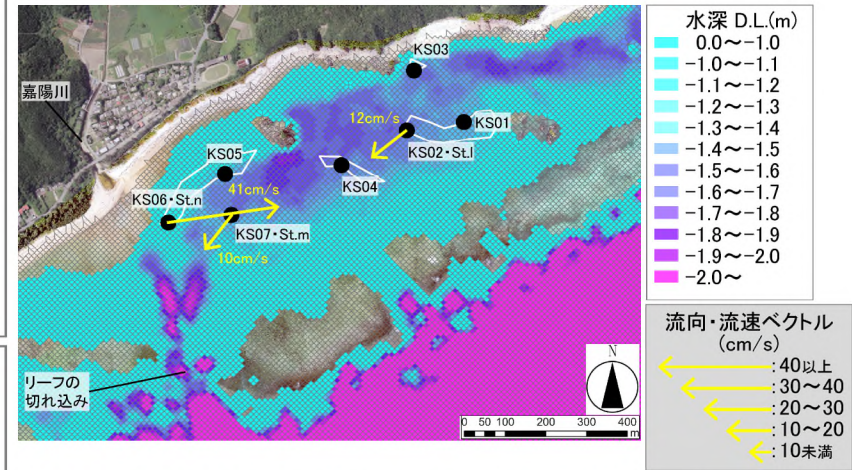 嘉陽川
KS03
12cm/s
KS01
KS02・St.l
KS05
41cm/s
KS04
KS06・St.n
KS07・St.m
10cm/s
リーフの
切れ込み
N
0 50 100 200 300 400
m
水深 D.L.(m)
0.0～-1.0
-1.0～-1.1
-1.1～-1.2
-1.2～-1.3
-1.3～-1.4
-1.4～-1.5
-1.5～-1.6
-1.6～-1.7
-1.7～-1.8
-1.8～-1.9
-1.9～-2.0
-2.0～
流向・流速ベクトル
(cm/s)
:40以上
:30～40
:20～30
:10～20
:10未満